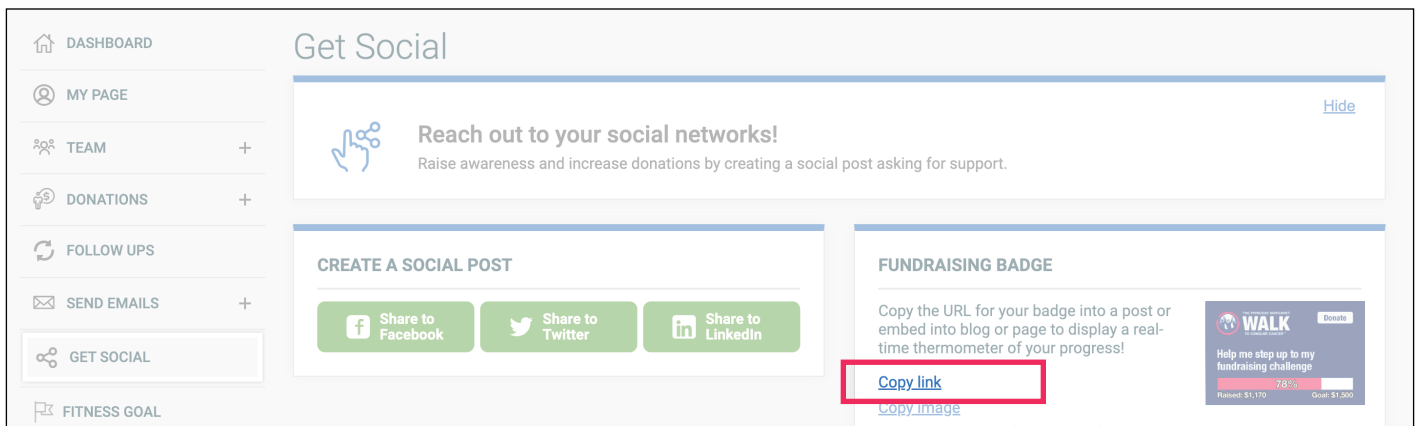 DASHBOARD
MY PAGE
TEAM +
DONATIONS +
FOLLOW UPS
SEND EMAILS +
GET SOCIAL
FITNESS GOAL
Get Social
Hide
Reach out to your social networks!
Raise awareness and increase donations by creating a social post asking for support.
CREATE A SOCIAL POST
Share to
Facebook
Share to
Twitter
Share to
LinkedIn
FUNDRAISING BADGE
Copy the URL for your badge into a post or
embed into blog or page to display a real-
time thermometer of your progress!
Copy link
Copy image
WALK
Donate
Help me step up to my
fundraising challenge
78%
Raised: $1,170 Goal: $1,500